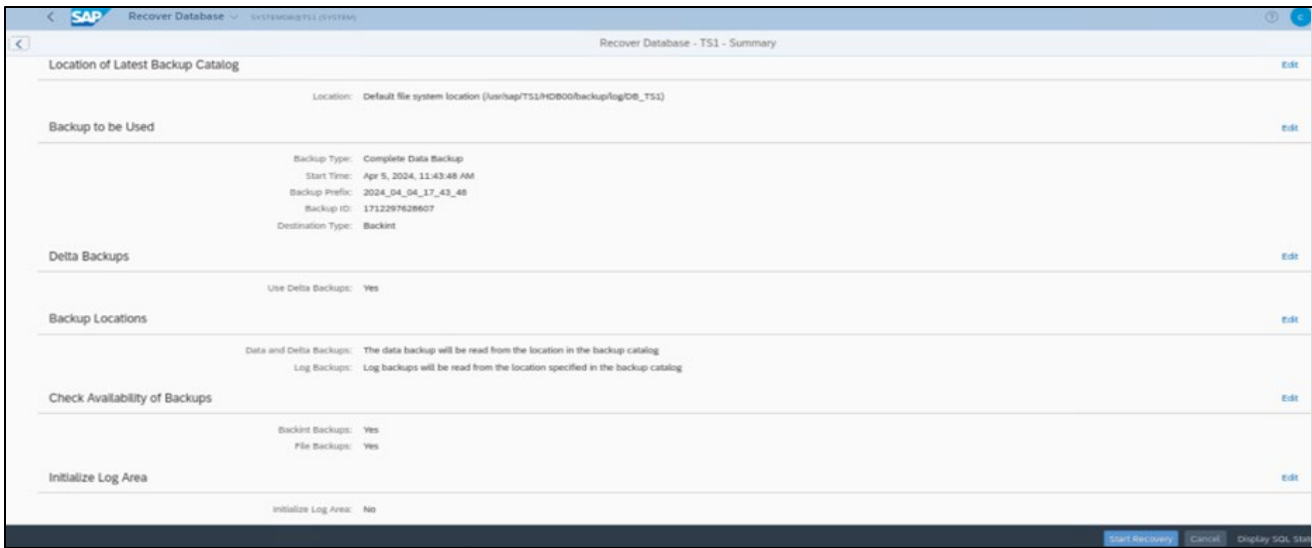 SAP Recover Database SYSTEMDB@TS1 (SYSTEM) C
Recover Database - TS1 - Summary
Location of Latest Backup Catalog Edit
Location: Default file system location (/usr/sap/TS1/HDB00/backup/log/DB_TS1)
Backup to be Used Edit
Backup Type: Complete Data Backup
Start Time: Apr 5, 2024, 11:43:48 AM
Backup Prefix: 2024_04_04_17_43_48
Backup ID: 1712297628607
Destination Type: Backint
Delta Backups Edit
Use Delta Backups: Yes
Backup Locations Edit
Data and Delta Backups: The data backup will be read from the location in the backup catalog
Log Backups: Log backups will be read from the location specified in the backup catalog
Check Availability of Backups Edit
Backint Backups: Yes
File Backups: Yes
Initialize Log Area Edit
Initialize Log Area: No
Start Recovery Cancel Display SQL Stat